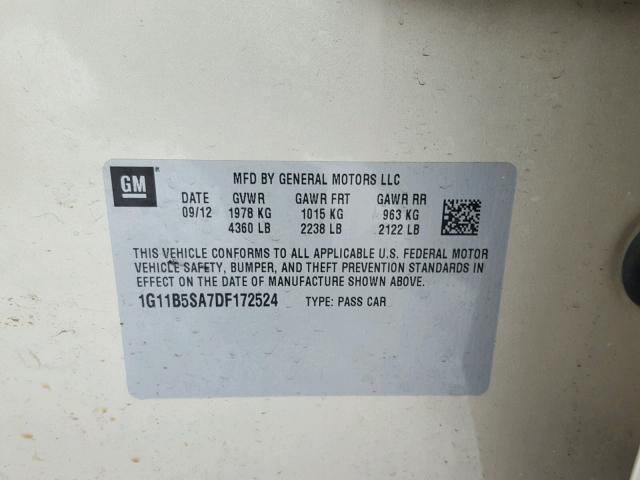 GM
MFD BY GENERAL MOTORS LLC
DATE GVWR GAWR FRT GAWR RR
09/12 1978 KG 1015 KG 963 KG
4360 LB 2238 LB 2122 LB
THIS VEHICLE CONFORMS TO ALL APPLICABLE U.S. FEDERAL MOTOR
VEHICLE SAFETY, BUMPER, AND THEFT PREVENTION STANDARDS IN
EFFECT ON THE DATE OF MANUFACTURE SHOWN ABOVE.
1G11B5SA7DF172524 TYPE: PASS CAR